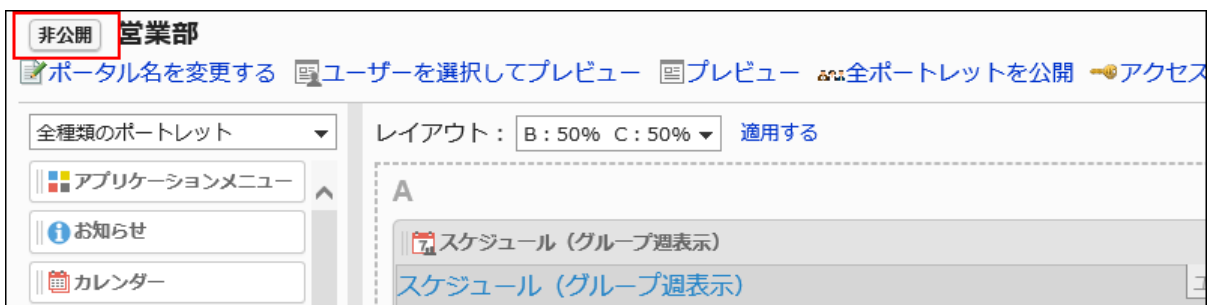 非公開 営業部
ポータル名を変更する ユーザーを選択してプレビュー プレビュー 全ポートレットを公開 アクセス
全種類のポートレット
レイアウト： B：50% C：50% 適用する
アプリケーションメニュー
A
お知らせ
スケジュール（グループ週表示）
カレンダー
スケジュール（グループ週表示）